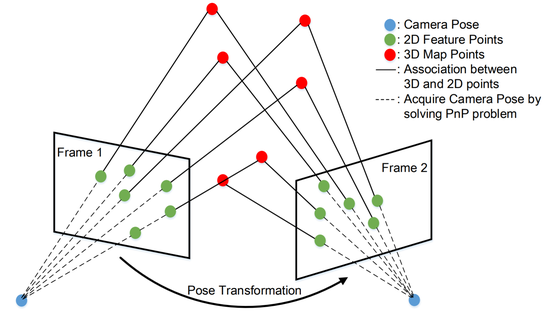 : Camera Pose
: 2D Feature Points
: 3D Map Points
: Association between
3D and 2D points
: Acquire Camera Pose by
solving PnP problem
Frame 1
Frame 2
Pose Transformation